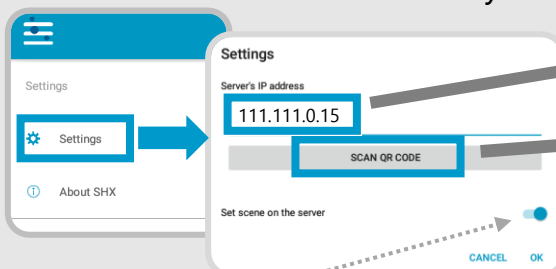 Settings
Settings
About SHX
Settings
Server's IP address
111.111.0.15
SCAN QR CODE
Set scene on the server
CANCEL OK